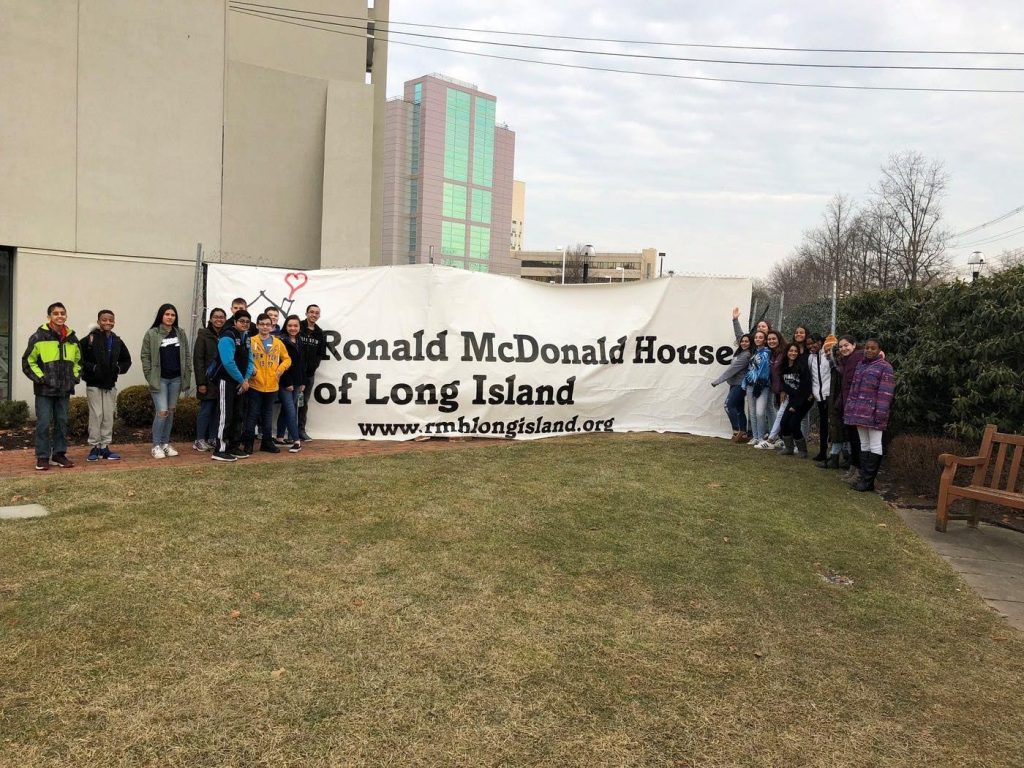 Ronald McDonald House
of Long Island
www.rmhlongisland.org